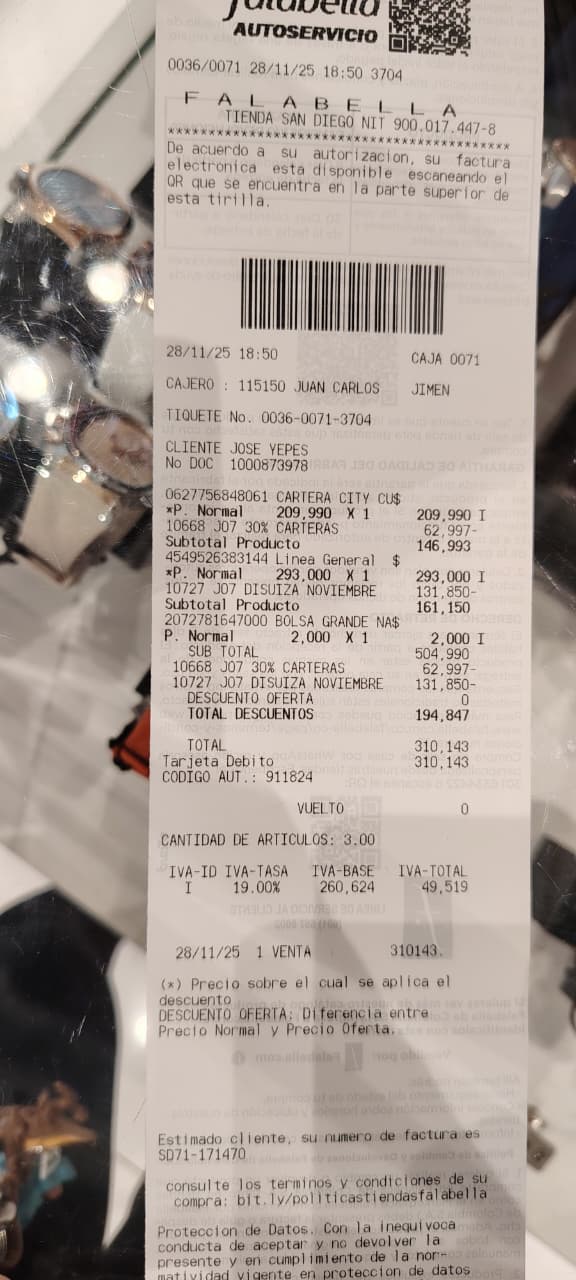 falabella
AUTOSERVICIO
0036/0071 28/11/25 18:50 3704
F A L A B E L L A
TIENDA SAN DIEGO NIT 900.017.447-8
******************************************
De acuerdo a su autorizacion, su factura
electronica esta disponible escaneando el
QR que se encuentra en la parte superior de
esta tirilla.
28/11/25 18:50 CAJA 0071
CAJERO : 115150 JUAN CARLOS JIMEN
TIQUETE No. 0036-0071-3704
CLIENTE JOSE YEPES
No DOC 1000873978
0627756848061 CARTERA CITY CU$
*P. Normal 209,990 X 1 209,990 I
10668 J07 30% CARTERAS 62,997-
Subtotal Producto 146,993
4549526383144 Linea General $
*P. Normal 293,000 X 1 293,000 I
10727 J07 DISUIZA NOVIEMBRE 131,850-
Subtotal Producto 161,150
2072781647000 BOLSA GRANDE NA$
P. Normal 2,000 X 1 2,000 I
SUB TOTAL 504,990
10668 J07 30% CARTERAS 62,997-
10727 J07 DISUIZA NOVIEMBRE 131,850-
DESCUENTO OFERTA 0
TOTAL DESCUENTOS 194,847
TOTAL 310,143
Tarjeta Debito 310,143
CODIGO AUT.: 911824
VUELTO 0
CANTIDAD DE ARTICULOS: 3.00
IVA-ID IVA-TASA IVA-BASE IVA-TOTAL
I 19.00% 260,624 49,519
28/11/25 1 VENTA 310143.
(*) Precio sobre el cual se aplica el
descuento
DESCUENTO OFERTA: Diferencia entre
Precio Normal y Precio Oferta.
Estimado cliente, su numero de factura es
SD71-171470
consulte los terminos y condiciones de su
compra: bit.ly/politicastiendasfalabella
Proteccion de Datos. Con la inequivoca
conducta de aceptar y no devolver la
presente y en cumplimiento de la nor-
matividad vigente en proteccion de datos